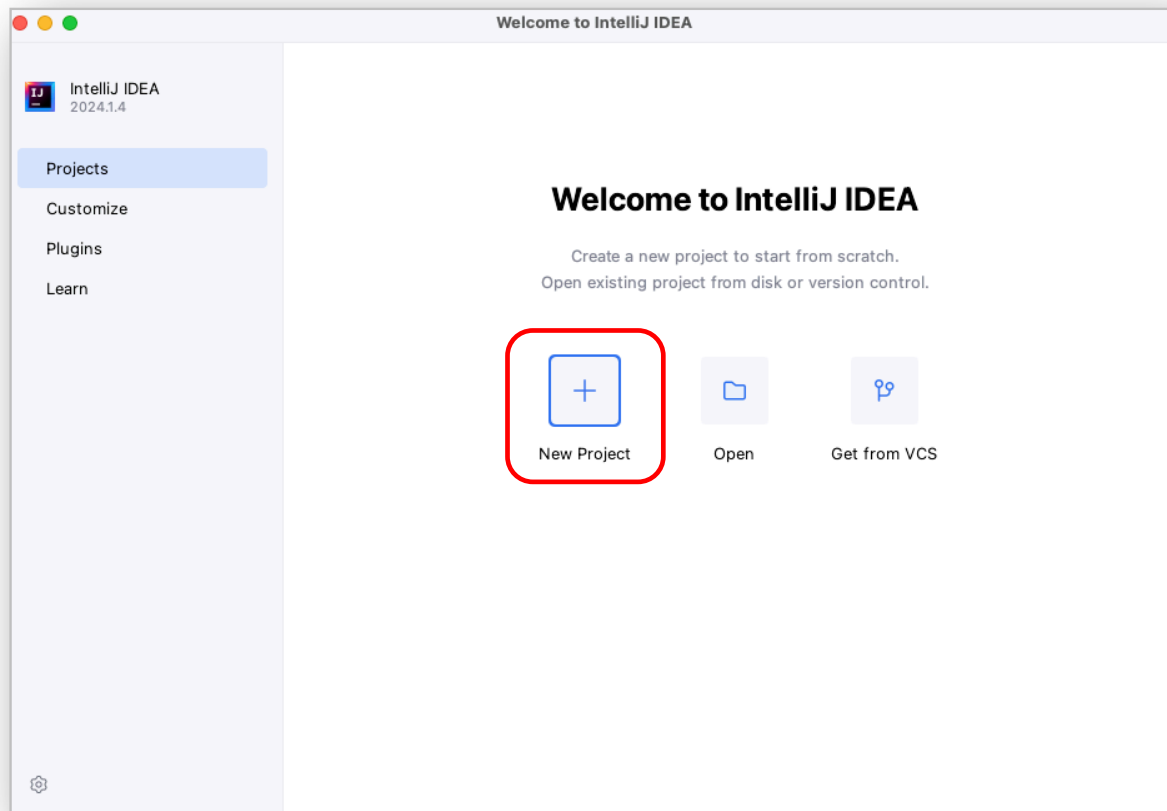 Welcome to IntelliJ IDEA
IJ
IntelliJ IDEA
2024.1.4
Projects
Customize
Plugins
Learn
Welcome to IntelliJ IDEA
Create a new project to start from scratch.
Open existing project from disk or version control.
New Project
Open
Get from VCS